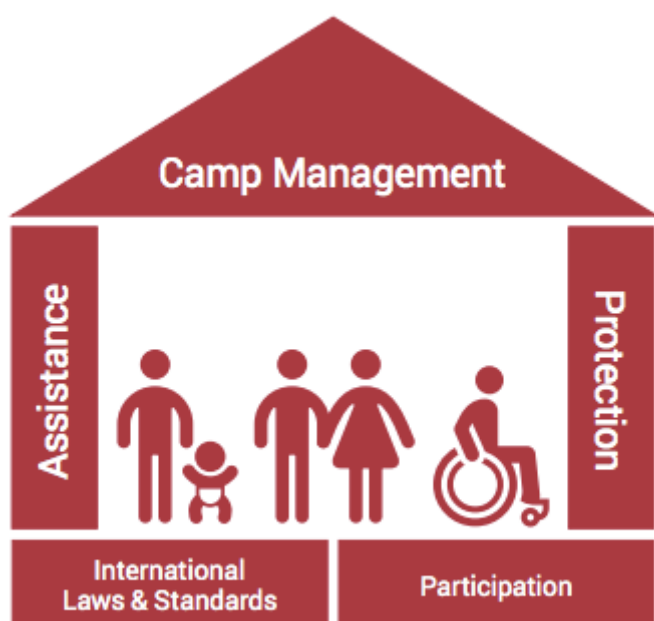 Camp Management
Assistance
Protection
International
Laws & Standards
Participation